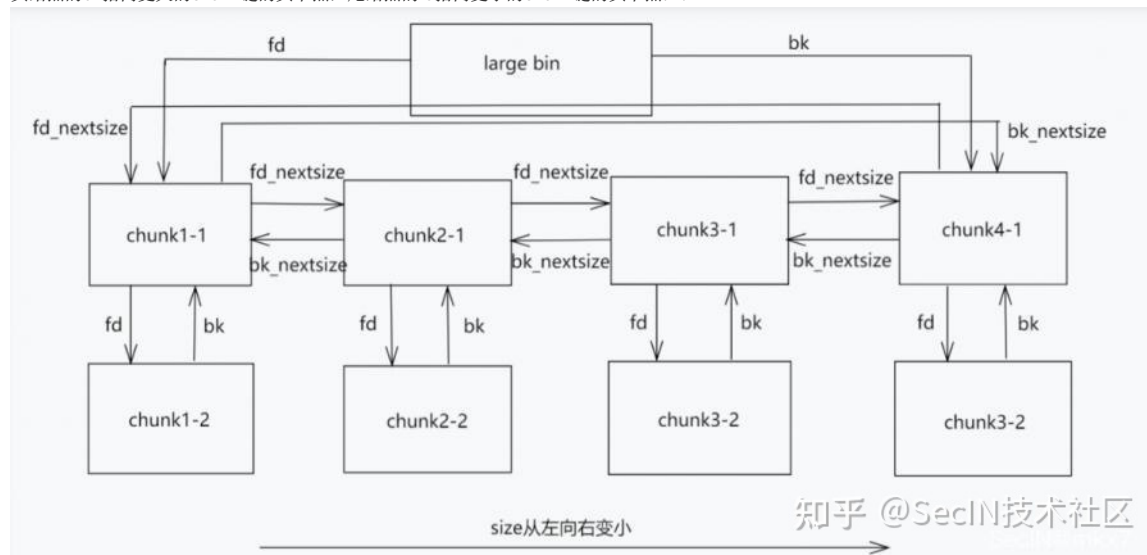 fd
bk
large bin
fd_nextsize
bk_nextsize
fd_nextsize
fd_nextsize
fd_nextsize
chunk1-1
chunk2-1
chunk3-1
chunk4-1
bk_nextsize
bk_nextsize
bk_nextsize
fd
bk
fd
bk
fd
bk
fd
bk
chunk1-2
chunk2-2
chunk3-2
chunk3-2
知乎 @SecIN技术社区
size从左向右变小